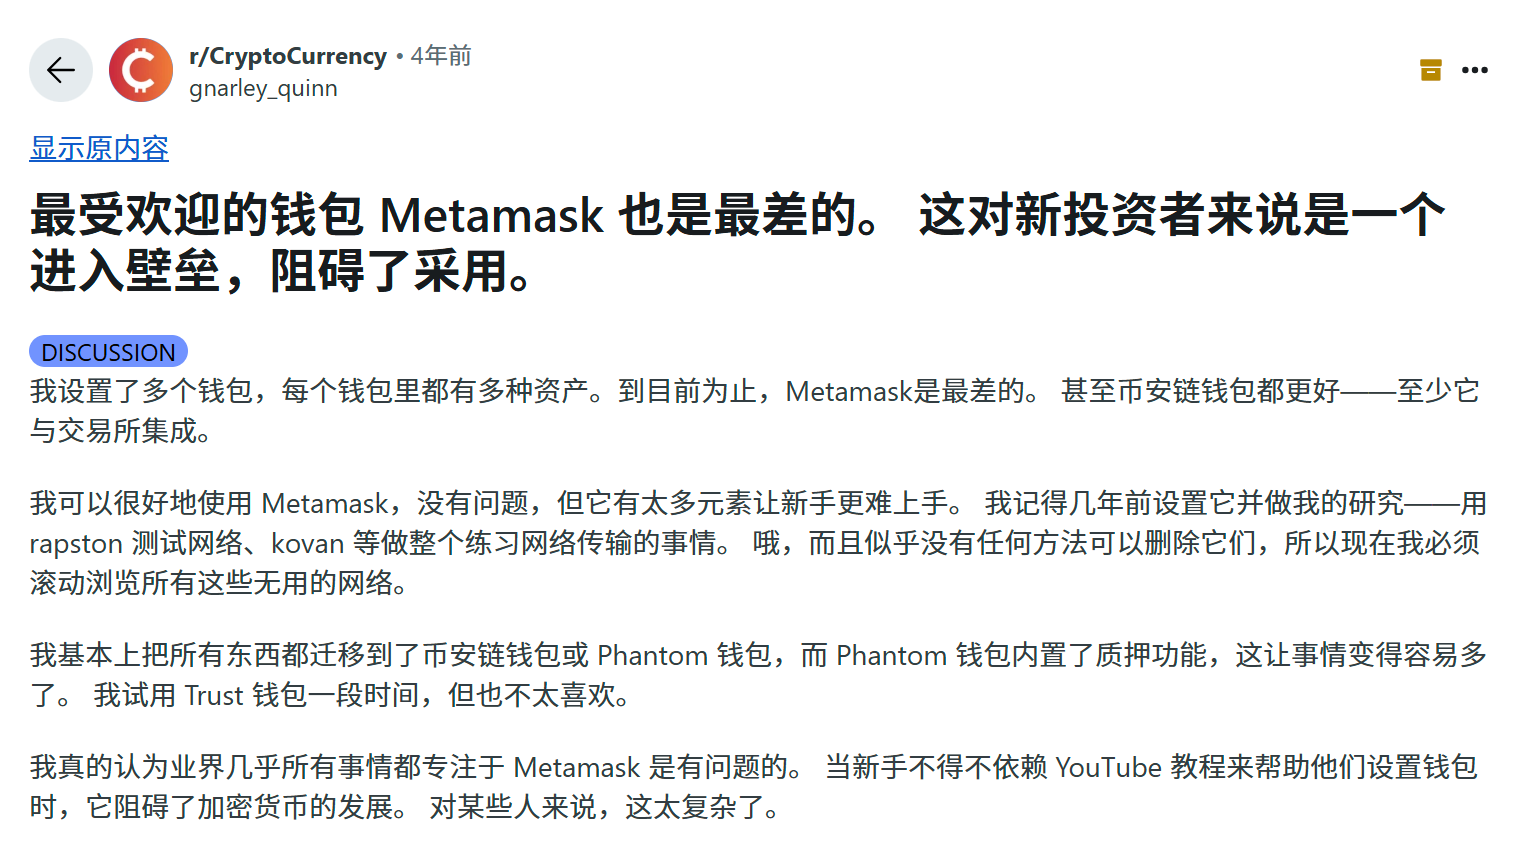 r/CryptoCurrency • 4年前
gnarley_quinn
显示原内容
最受欢迎的钱包 Metamask 也是最差的。 这对新投资者来说是一个
进入壁垒，阻碍了采用。
DISCUSSION
我设置了多个钱包，每个钱包里都有多种资产。到目前为止，Metamask是最差的。 甚至币安链钱包都更好——至少它
与交易所集成。
我可以很好地使用 Metamask，没有问题，但它有太多元素让新手更难上手。 我记得几年前设置它并做我的研究——用
rapston 测试网络、kovan 等做整个练习网络传输的事情。 哦，而且似乎没有任何方法可以删除它们，所以现在我必须
滚动浏览所有这些无用的网络。
我基本上把所有东西都迁移到了币安链钱包或 Phantom 钱包，而 Phantom 钱包内置了质押功能，这让事情变得容易多
了。 我试用 Trust 钱包一段时间，但也不太喜欢。
我真的认为业界几乎所有事情都专注于 Metamask 是有问题的。 当新手不得不依赖 YouTube 教程来帮助他们设置钱包
时，它阻碍了加密货币的发展。 对某些人来说，这太复杂了。